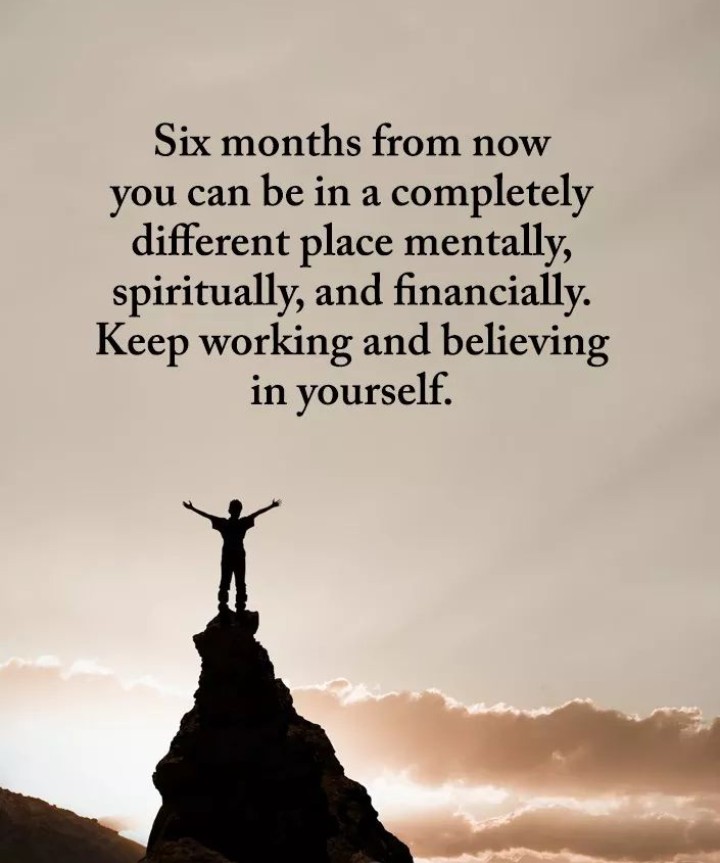 Six months from now
you can be in a completely
different place mentally,
spiritually, and financially.
Keep working and believing
in yourself.